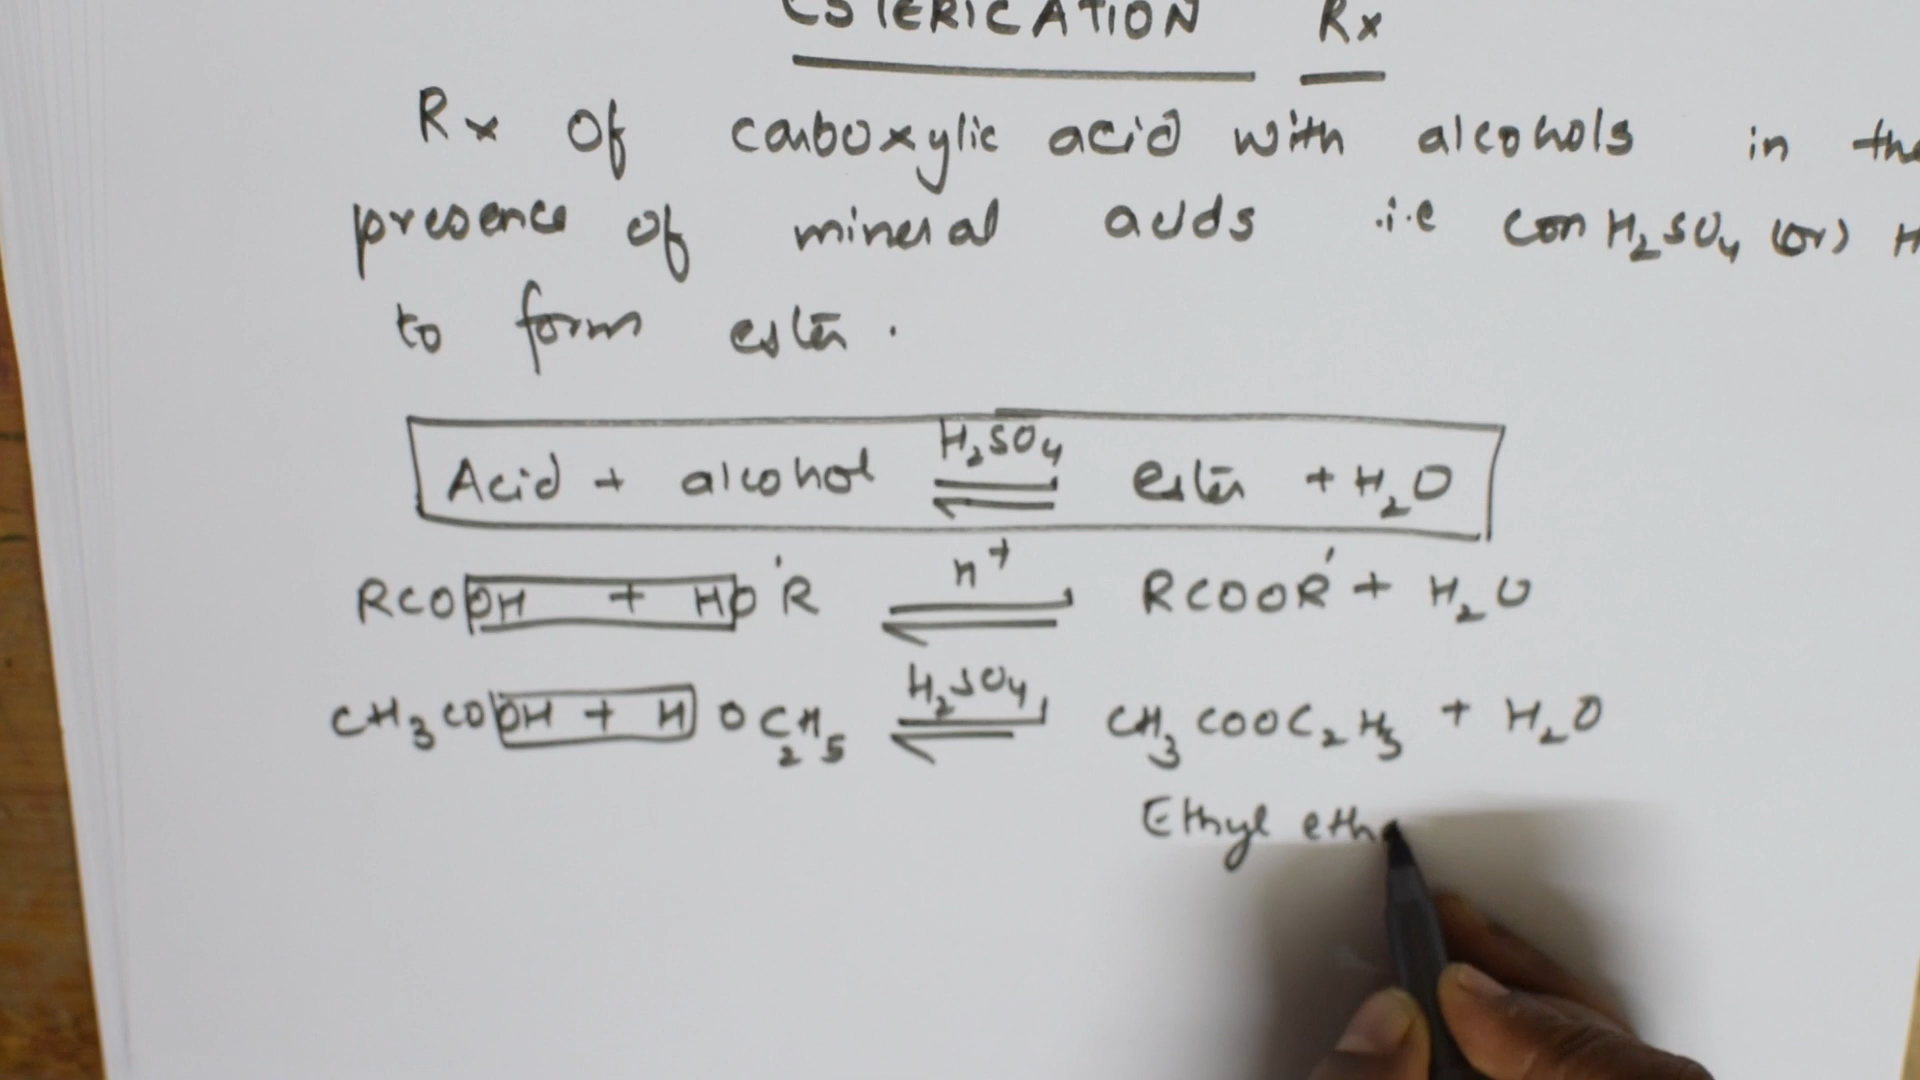 ESTERICATION Rx
Rx of carboxylic acid with alcohols in the
presence of mineral acids i.e con H₂SO₄ (or) H
to form ester.
H₂SO₄
Acid + alcohol ⇌ ester + H₂O
H⁺
RCOOH + HOR' ⇌ RCOOR' + H₂O
H₂SO₄
CH₃COOH + HOC₂H₅ ⇌ CH₃COOC₂H₅ + H₂O
Ethyl etha